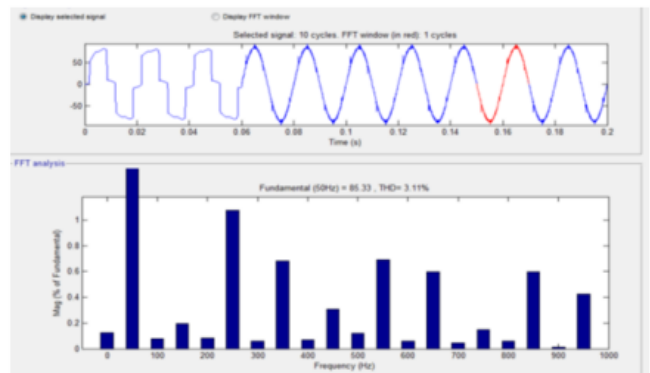 Display selected signal Display FFT window
Selected signal: 10 cycles. FFT window (in red): 1 cycles
50
0
-50
0 0.02 0.04 0.06 0.08 0.1 0.12 0.14 0.16 0.18 0.2
Time (s)
FFT analysis
Fundamental (50Hz) = 85.33 , THD= 3.11%
Mag (% of Fundamental)
1
0.8
0.6
0.4
0.2
0
0 100 200 300 400 500 600 700 800 900 1000
Frequency (Hz)